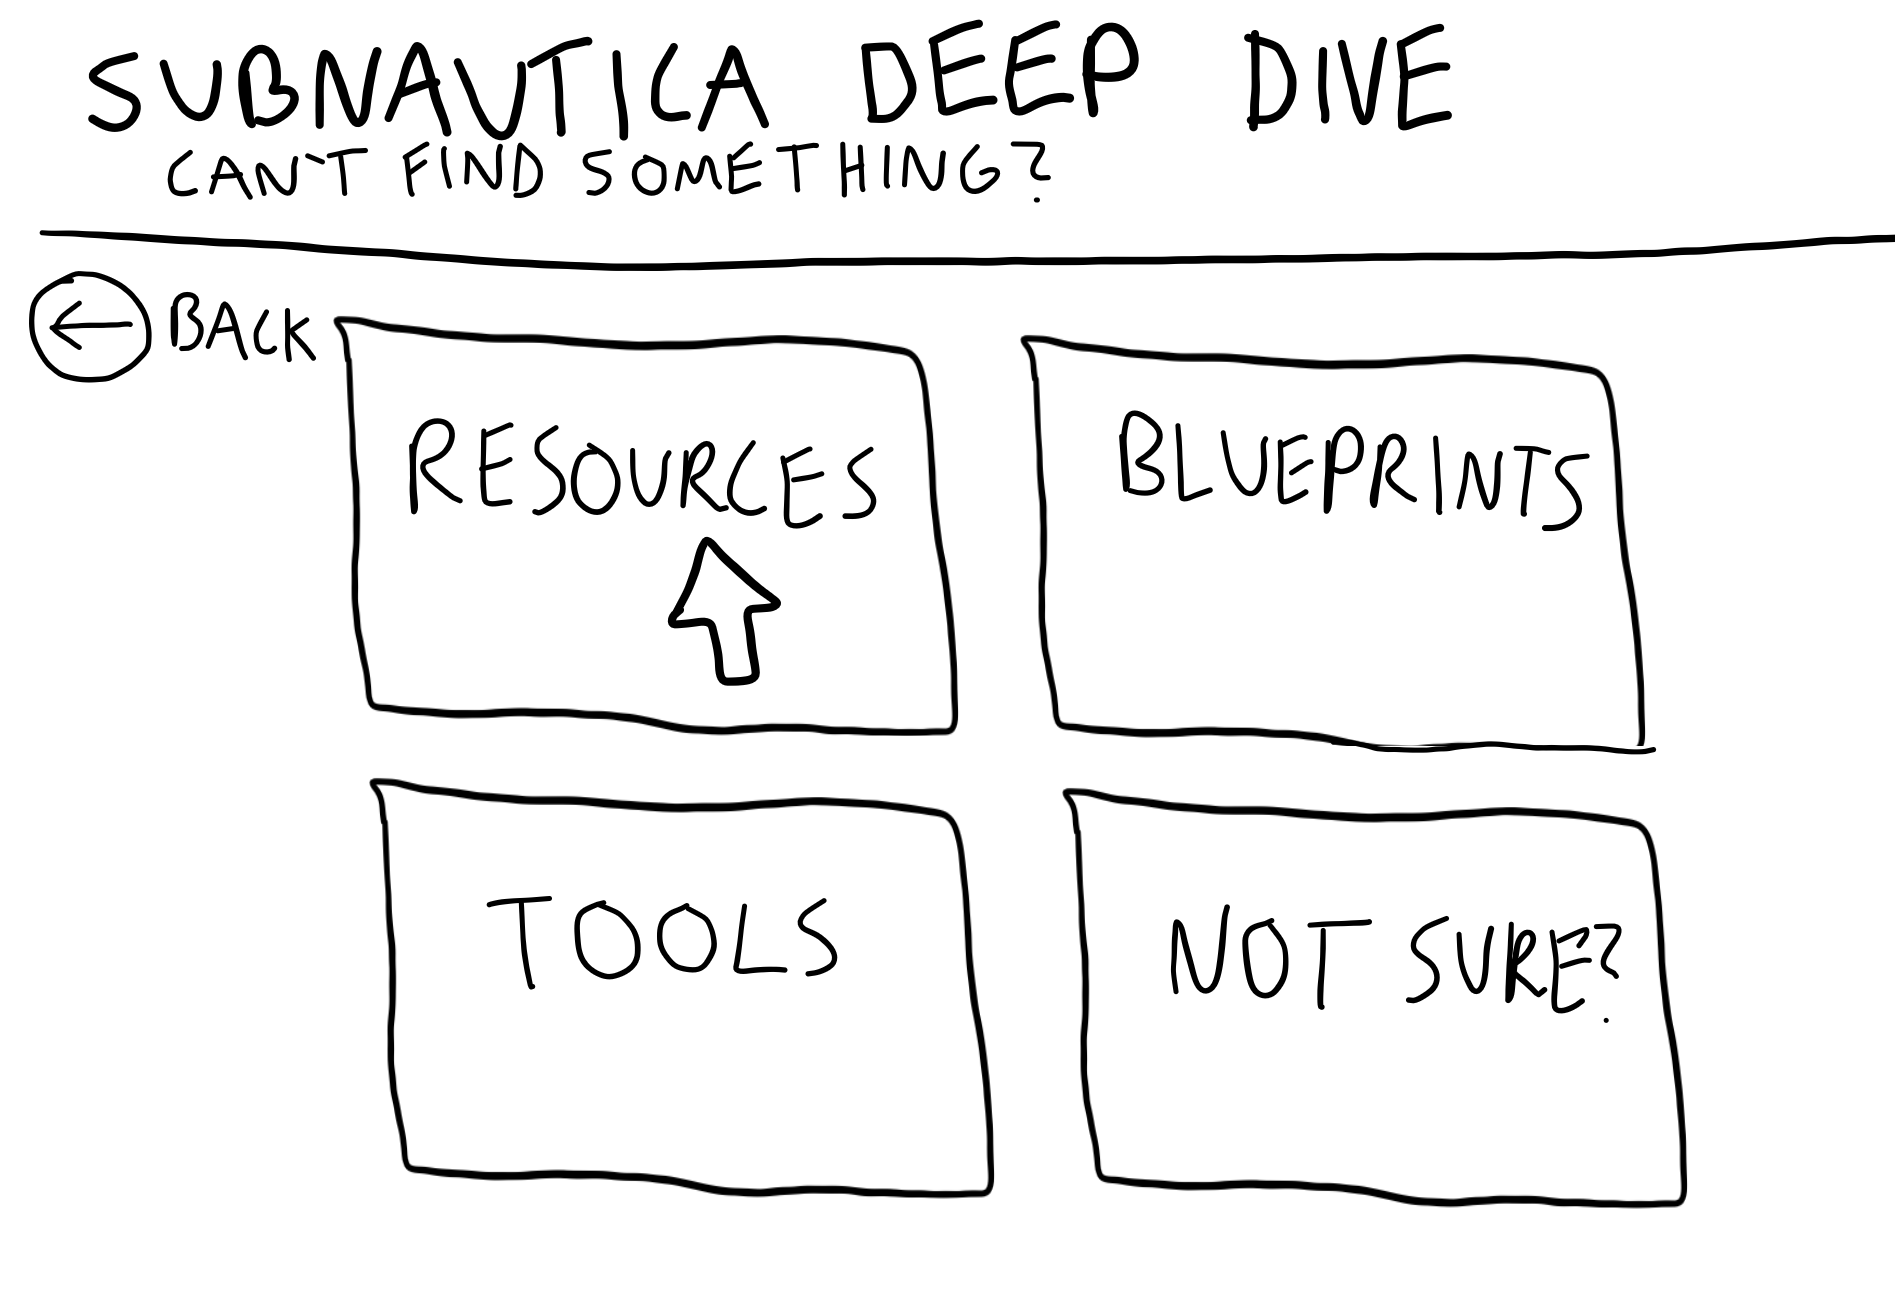 SUBNAUTICA DEEP DIVE
CAN'T FIND SOMETHING?
BACK
RESOURCES
BLUEPRINTS
TOOLS
NOT SURE?